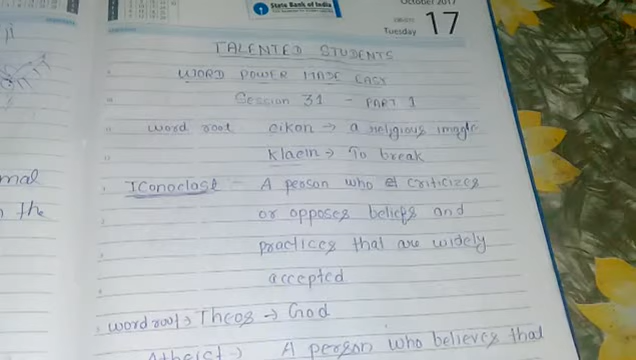 State Bank of India
October 2017
17
Tuesday
TALENTED STUDENTS
WORD POWER MADE EASY
Session 31 - PART 1
word root eikon → a religious image
klaein → To break
ICONOCLAST - A person who criticizes
or opposes beliefs and
practices that are widely
accepted
word root → Theos → God
Atheist → A person who believes that
mal
the